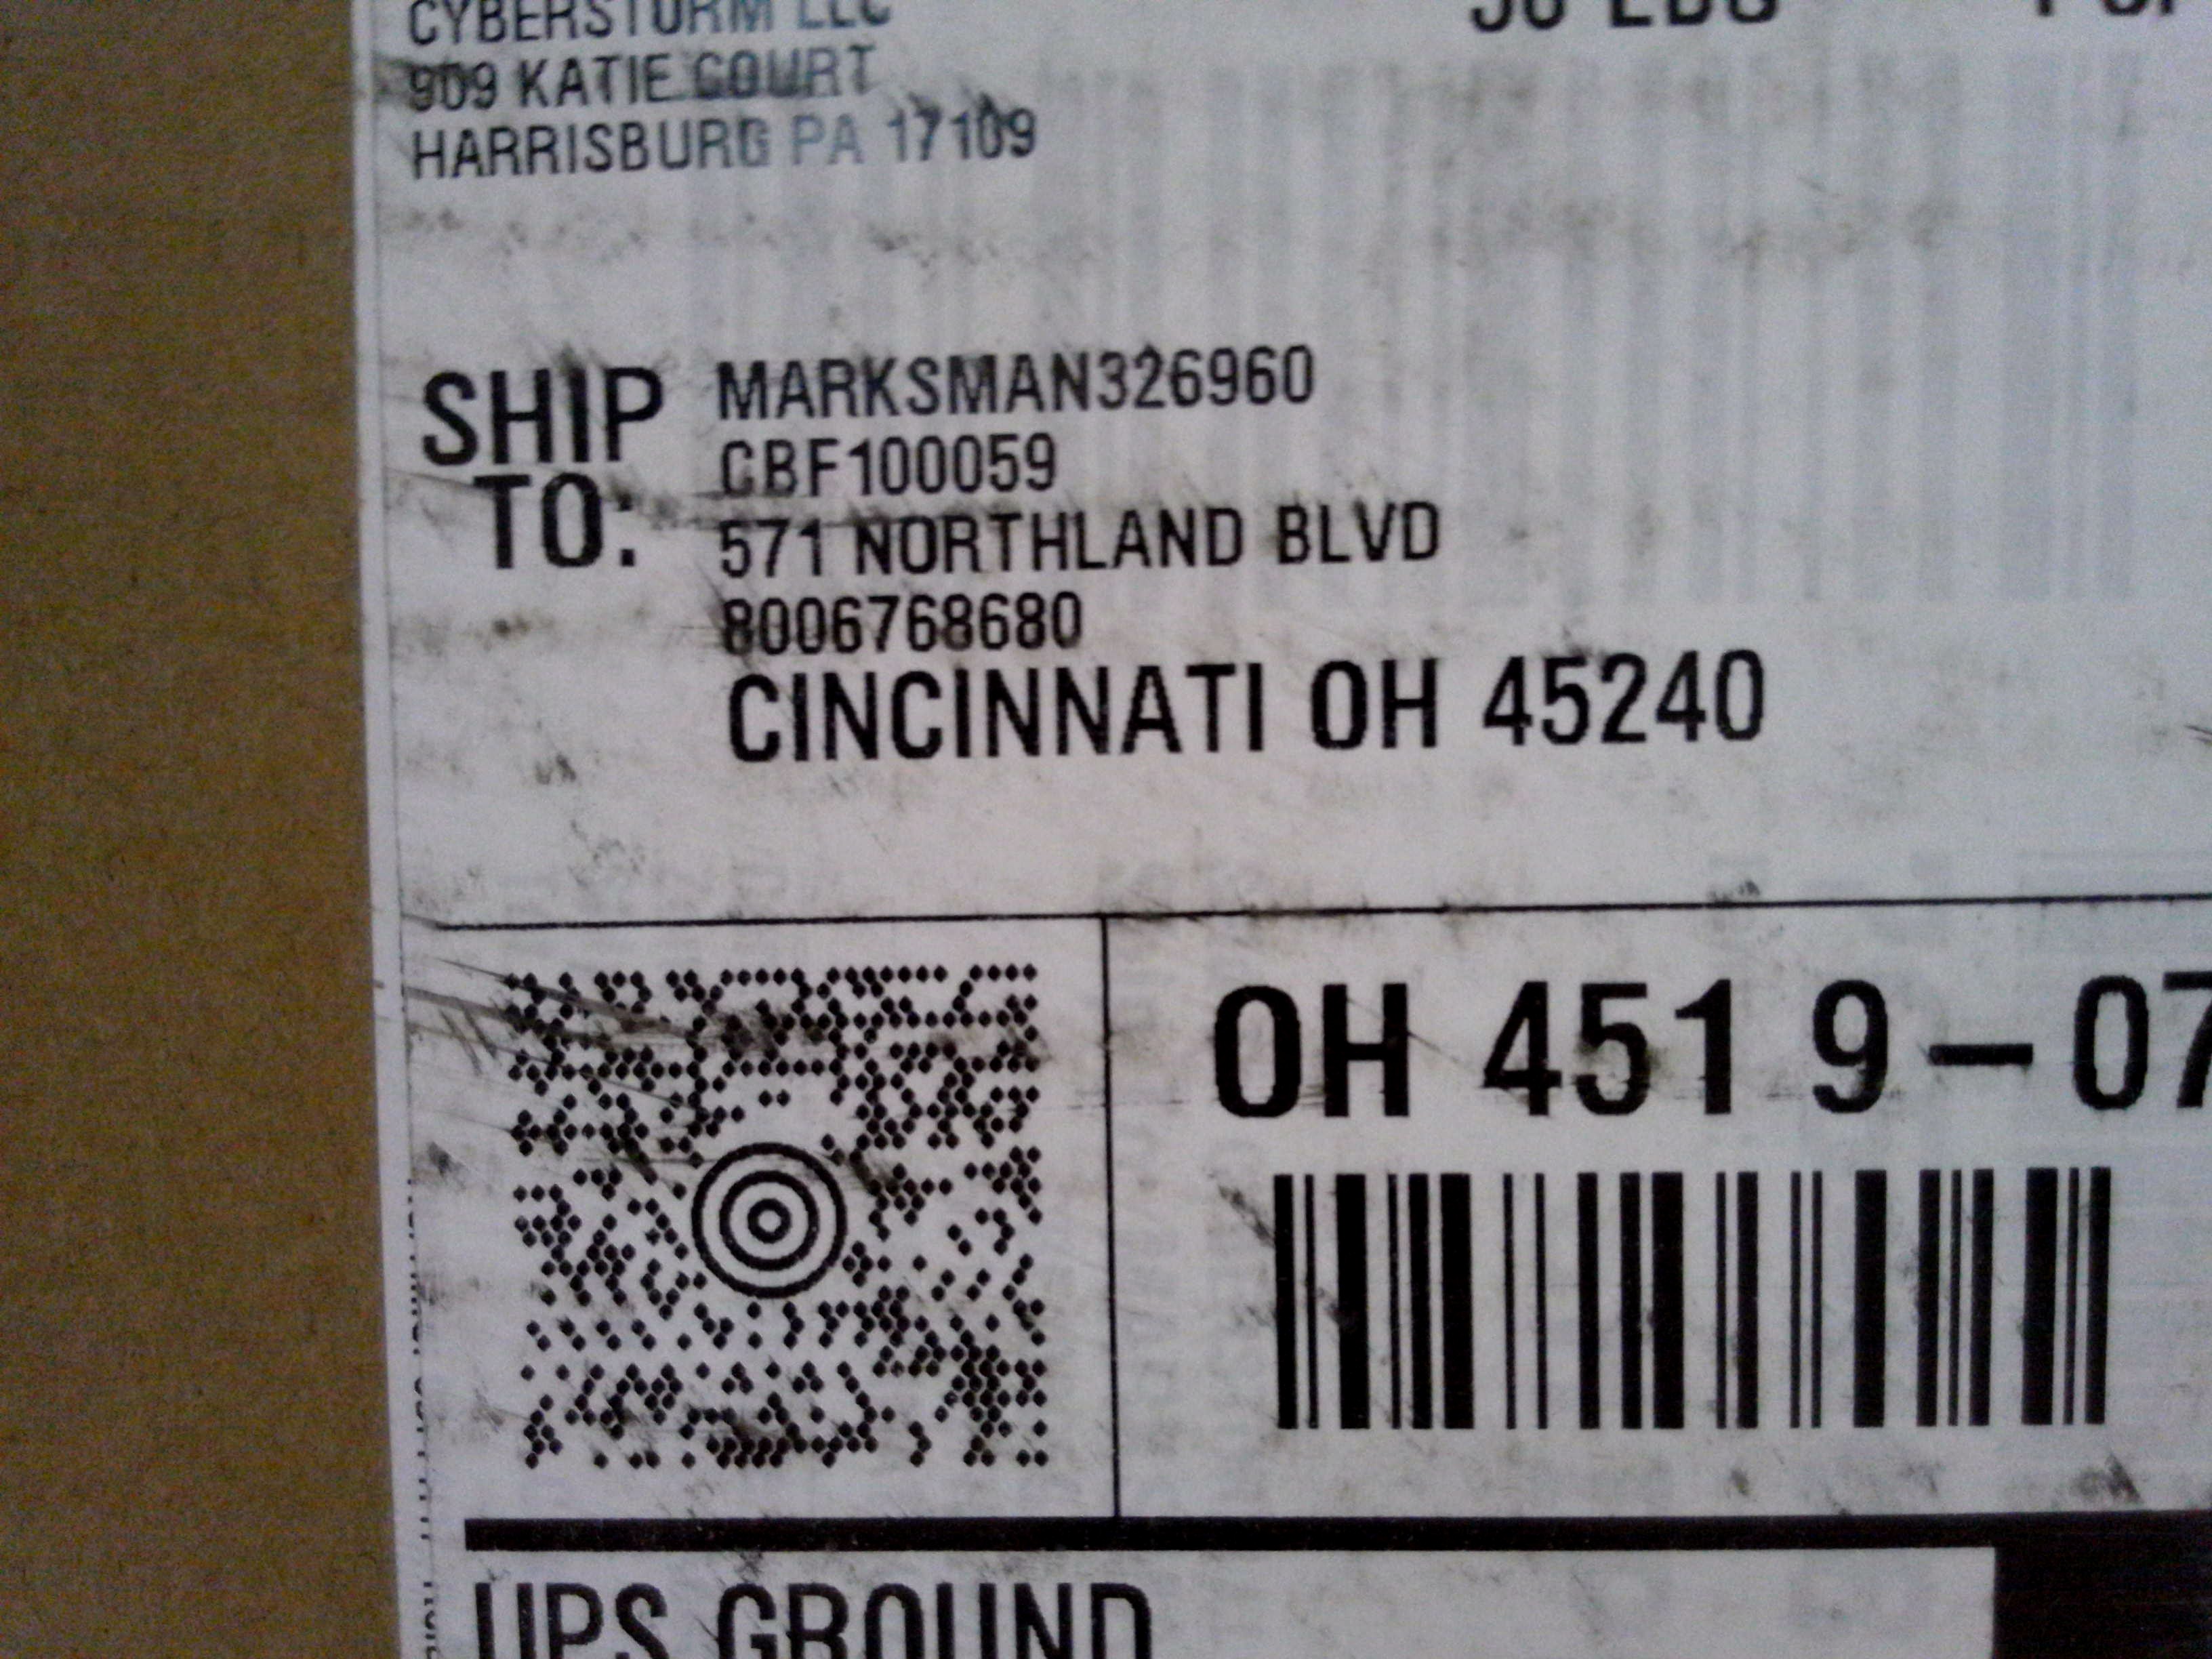 CYBERSTORM LLC
909 KATIE COURT
HARRISBURG PA 17109
SHIP TO:
MARKSMAN326960
CBF100059
571 NORTHLAND BLVD
8006768680
CINCINNATI OH 45240
OH 451 9-07
UPS GROUND